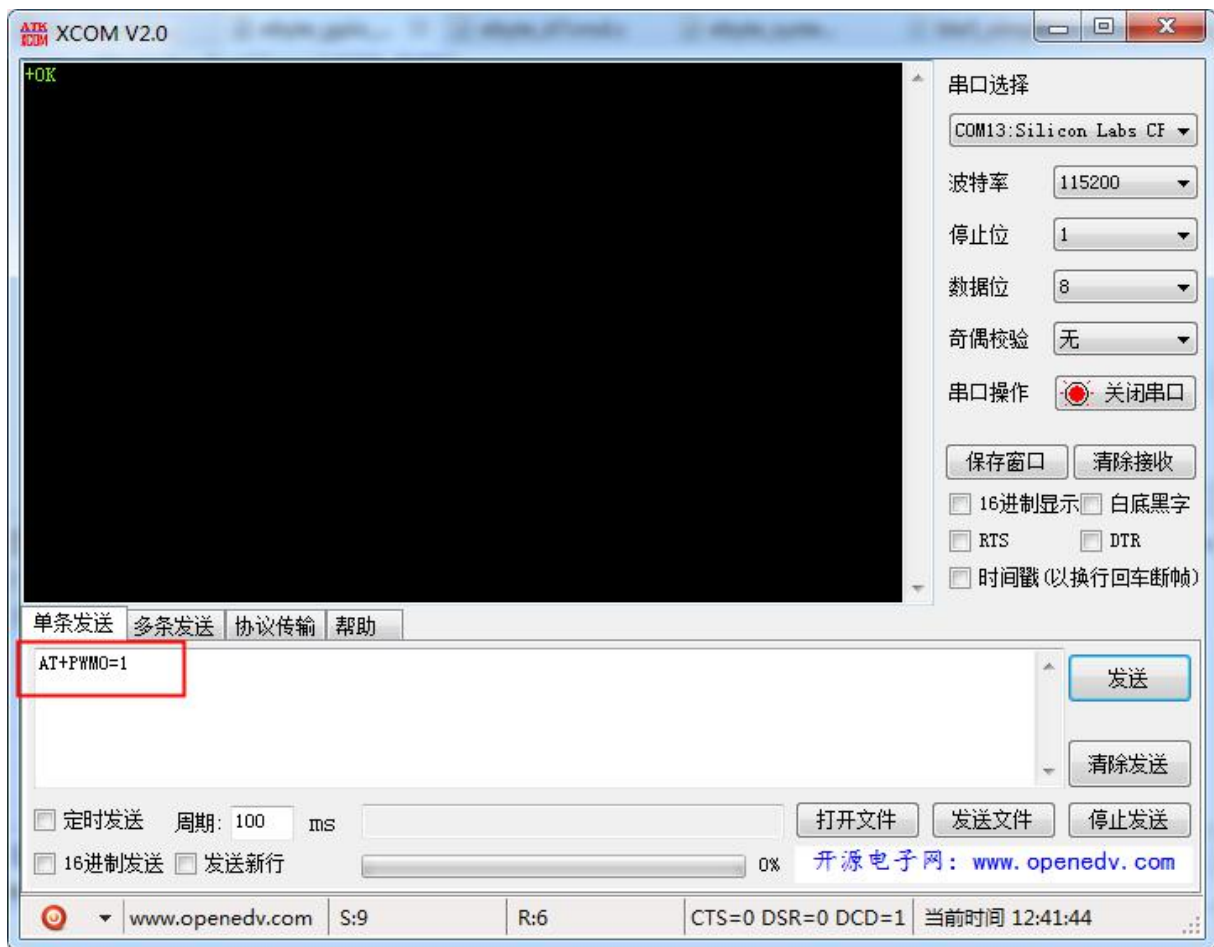 ATK XCOM XCOM V2.0
+OK
串口选择
COM13:Silicon Labs CP
波特率 115200
停止位 1
数据位 8
奇偶校验 无
串口操作 关闭串口
保存窗口 清除接收
16进制显示 白底黑字
RTS DTR
时间戳(以换行回车断帧)
单条发送 多条发送 协议传输 帮助
AT+PWMO=1
发送
清除发送
定时发送 周期: 100 ms 打开文件 发送文件 停止发送
16进制发送 发送新行 0% 开源电子网: www.openedv.com
www.openedv.com S:9 R:6 CTS=0 DSR=0 DCD=1 当前时间 12:41:44